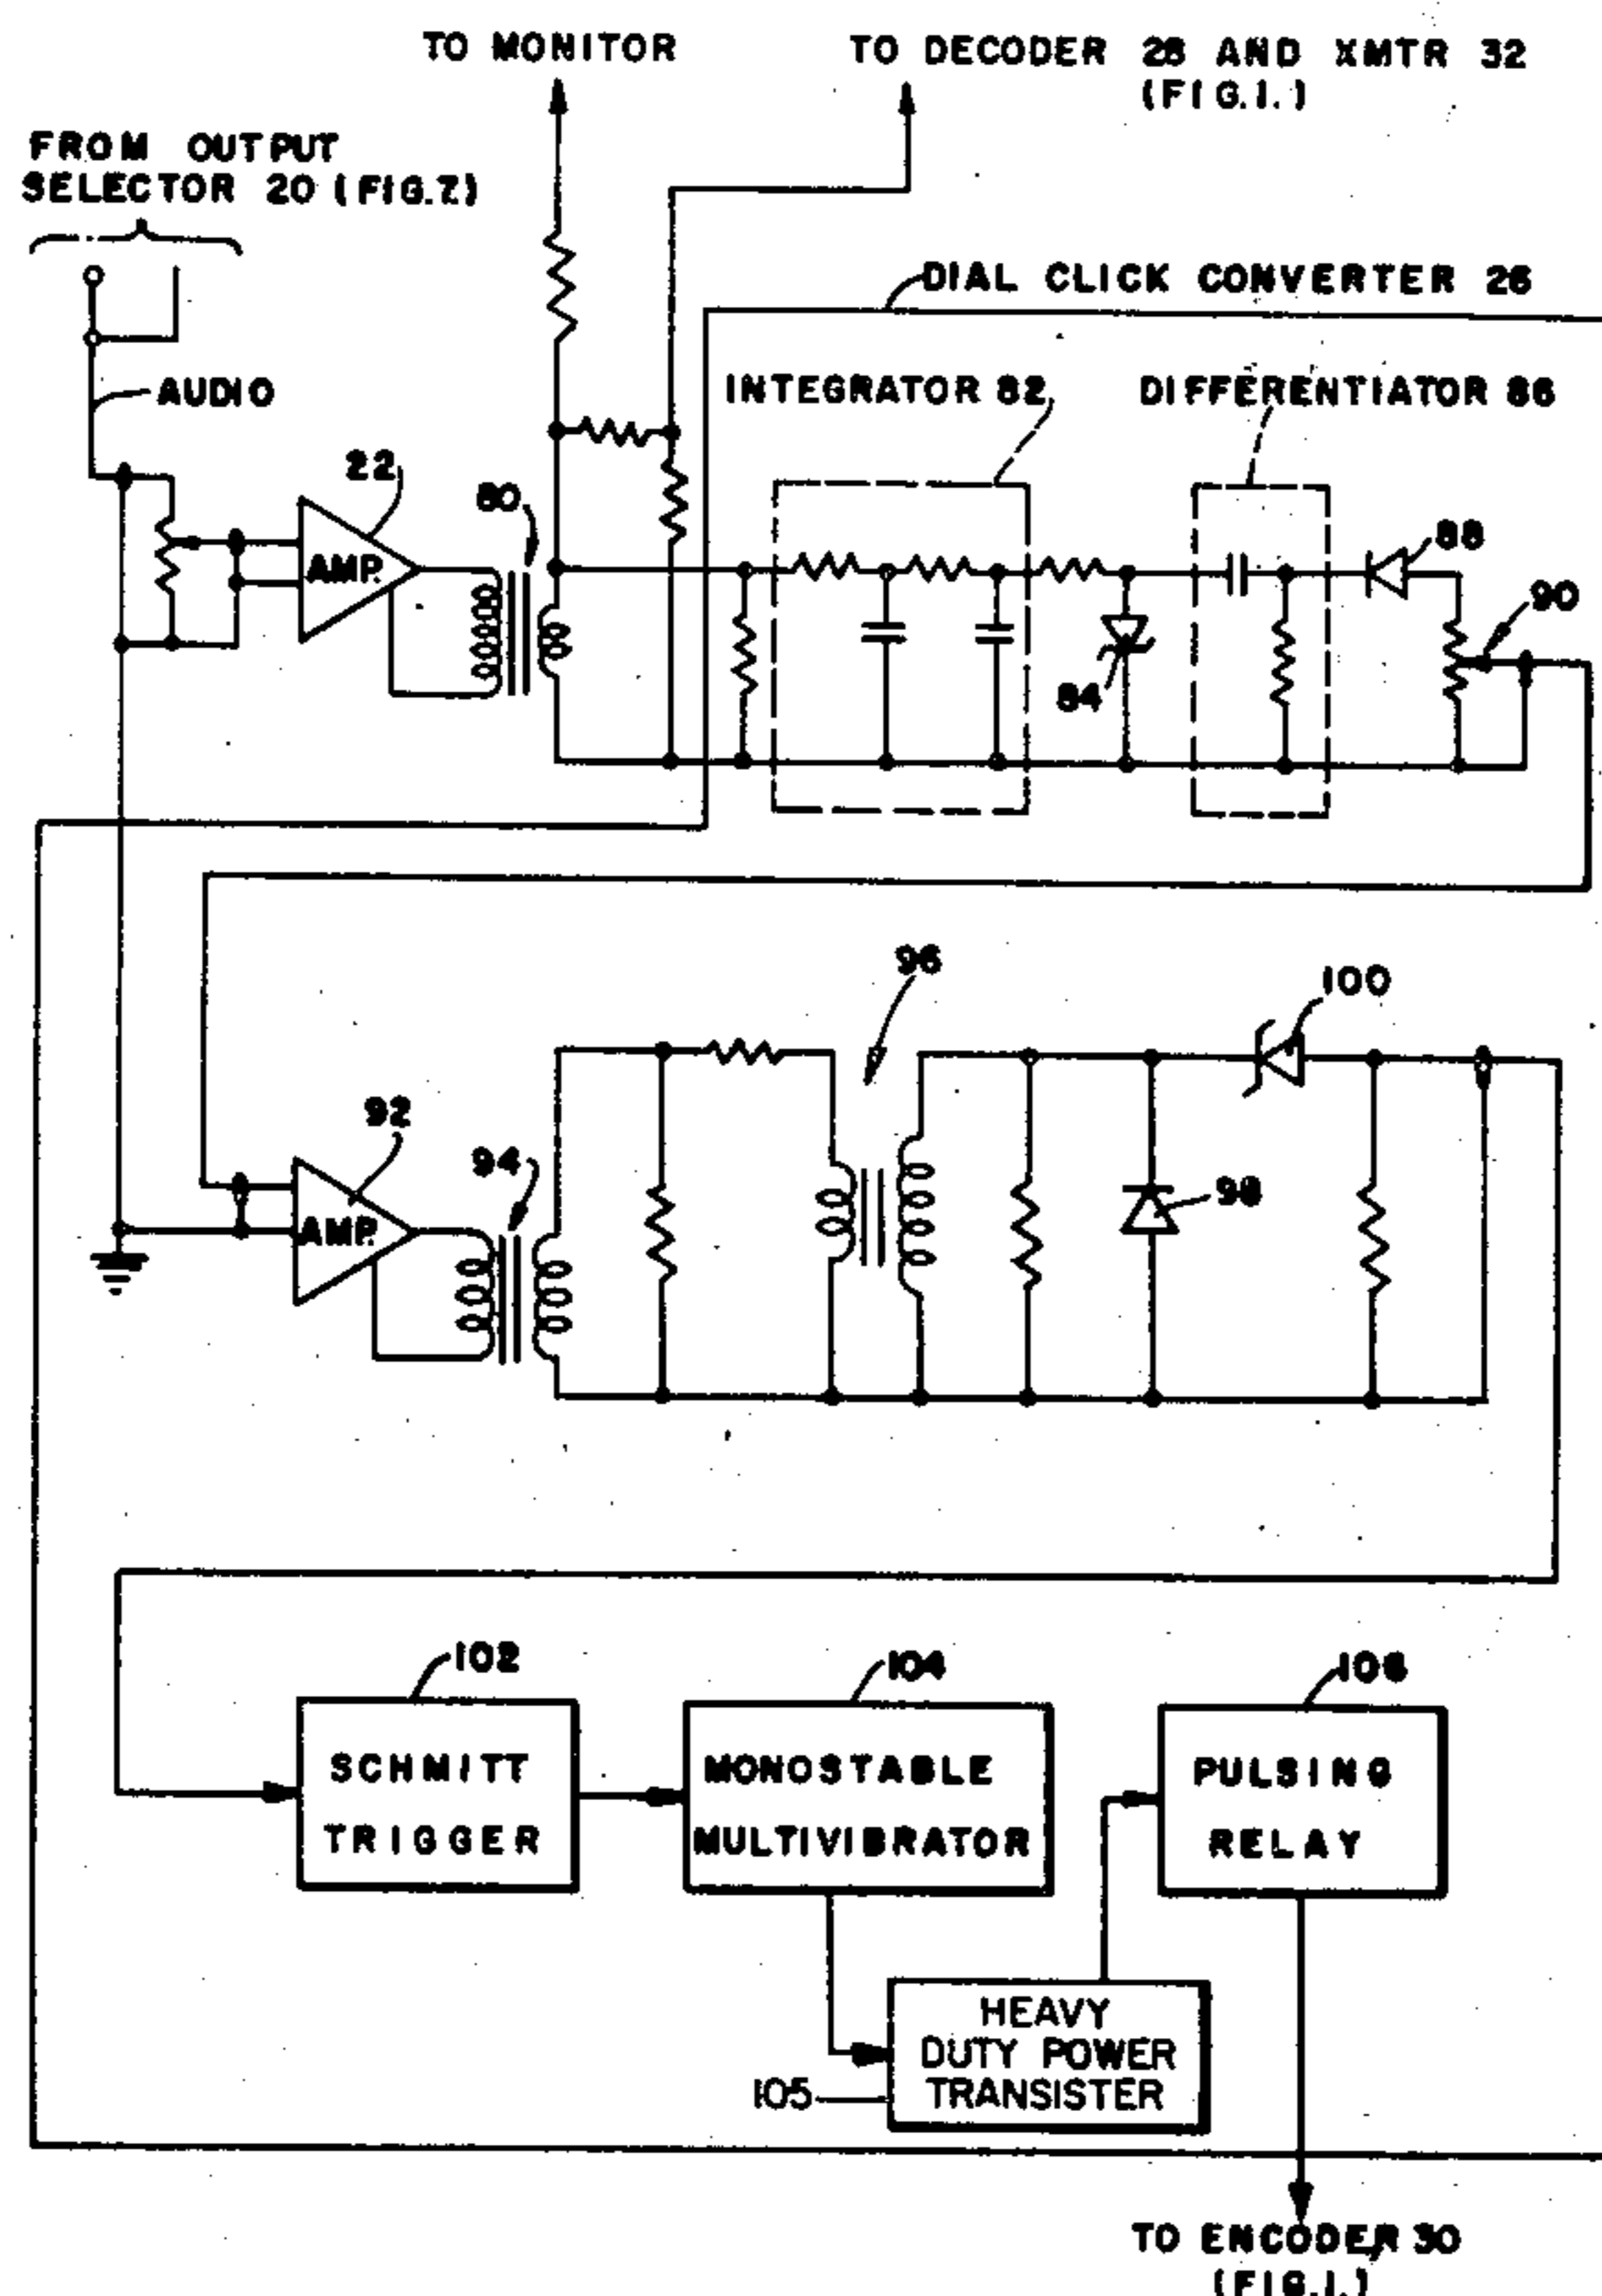 TO MONITOR
TO DECODER 28 AND XMTR 32
(FIG.1.)
FROM OUTPUT
SELECTOR 20 (FIG.7.)
DIAL CLICK CONVERTER 26
AUDIO
INTEGRATOR 82
DIFFERENTIATOR 86
22
80
AMP.
88
90
84
96
100
92
94
98
AMP.
102
104
106
SCHMITT
TRIGGER
MONOSTABLE
MULTIVIBRATOR
PULSING
RELAY
HEAVY
DUTY POWER
TRANSISTER
105
TO ENCODER 30
(FIG.1.)